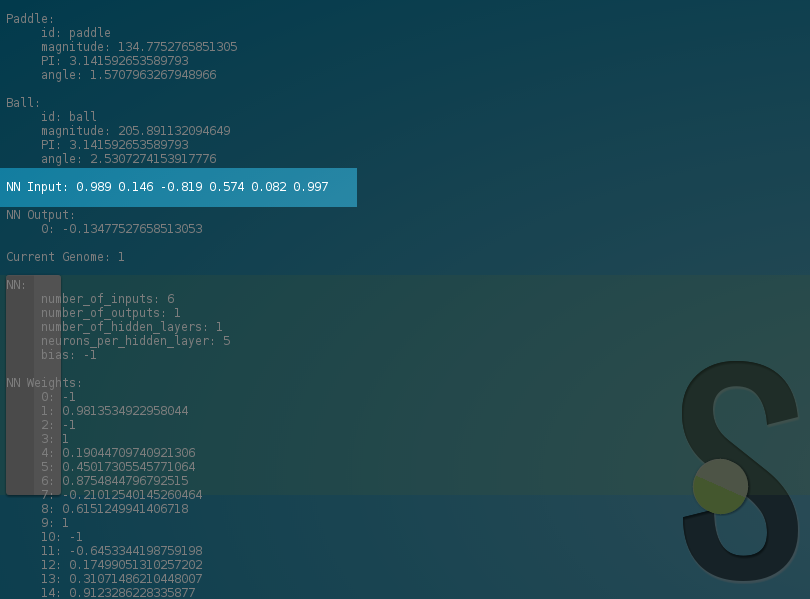 Paddle:
id: paddle
magnitude: 134.7752765851305
PI: 3.141592653589793
angle: 1.5707963267948966
Ball:
id: ball
magnitude: 205.891132094649
PI: 3.141592653589793
angle: 2.5307274153917776
NN Input: 0.989 0.146 -0.819 0.574 0.082 0.997
NN Output:
0: -0.13477527658513053
Current Genome: 1
NN:
number_of_inputs: 6
number_of_outputs: 1
number_of_hidden_layers: 1
neurons_per_hidden_layer: 5
bias: -1
NN Weights:
0: -1
1: 0.9813534922958044
2: -1
3: 1
4: 0.19044709740921306
5: 0.45017305545771064
6: 0.8754844796792515
7: -0.21012540145260464
8: 0.6151249941406718
9: 1
10: -1
11: -0.6453344198759198
12: 0.17499051310257202
13: 0.31071486210448007
14: 0.9123286228335877